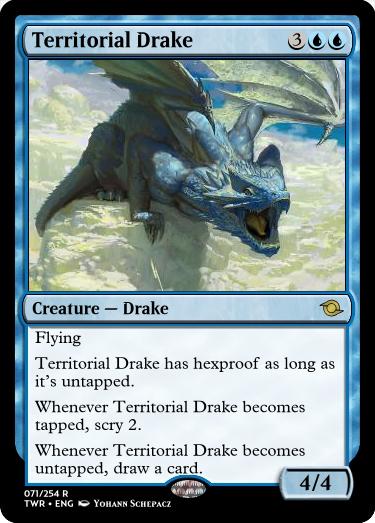 Territorial Drake 3
Creature — Drake
Flying
Territorial Drake has hexproof as long as
it's untapped.
Whenever Territorial Drake becomes
tapped, scry 2.
Whenever Territorial Drake becomes
untapped, draw a card.
4/4
071/254 R
TWR • ENG Yohann Schepacz